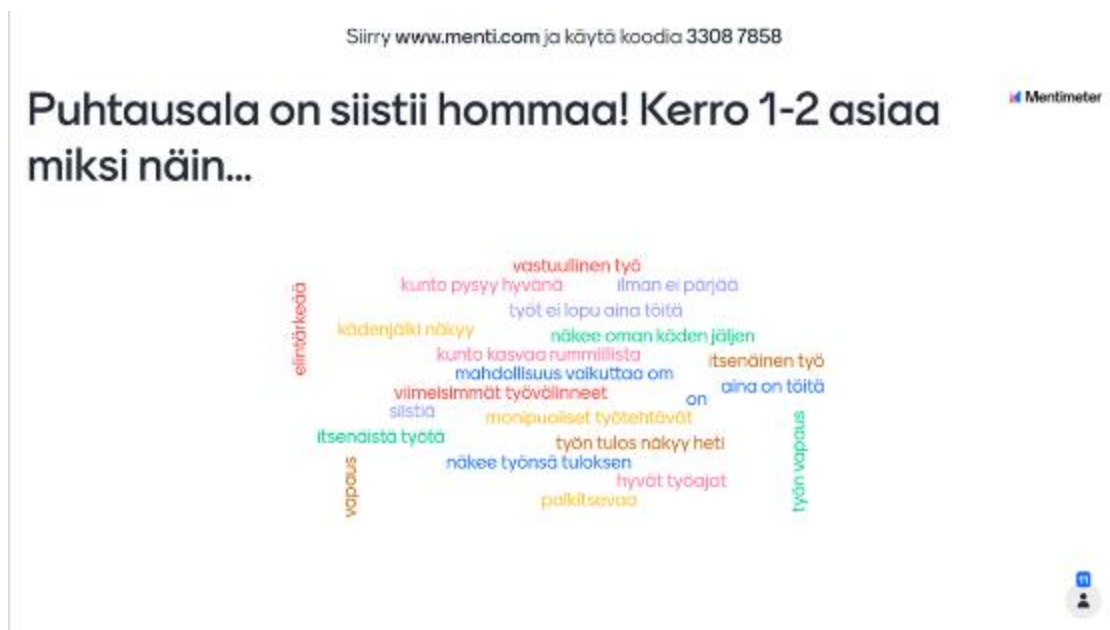 Siirry www.menti.com ja käytä koodia 3308 7858
Puhtausala on siistii hommaa! Kerro 1-2 asiaa
miksi näin...
Mentimeter
vastuullinen työ
kunto pysyy hyvänä
ilman ei pärjää
elintärkeää
työt ei lopu aina töitä
kädenjälki näkyy
näkee oman käden jäljen
kunto kasvaa rummiillista
itsenäinen työ
mahdollisuus vaikuttaa om
aina on töitä
viimeisimmät työvälinneet
on
siistiä
monipuoliset työtehtävät
työn vapaus
itsenäistä työtä
työn tulos näkyy heti
vapaus
näkee työnsä tuloksen
hyvät työajat
palkitsevaa
11